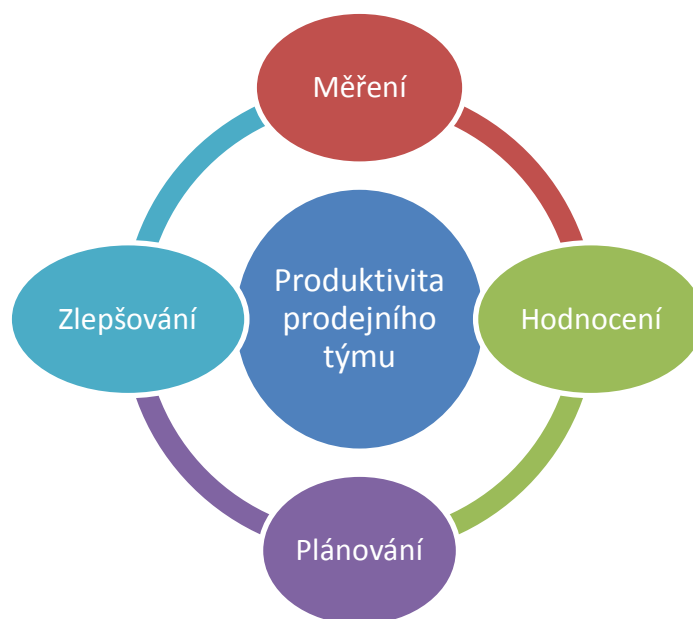 Měření
Produktivita
prodejního
týmu
Zlepšování
Hodnocení
Plánování